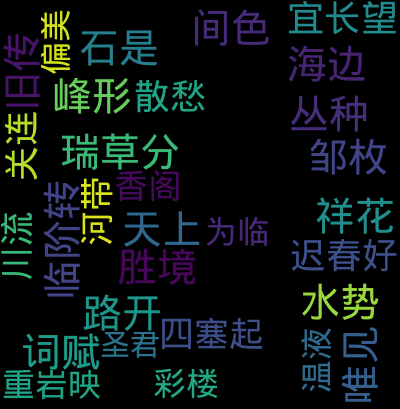 旧传
偏美
石是
间色
宜长望
海边
峰形
散愁
丛种
关连
瑞草分
邹枚
香阁
临阶转
河带
川流
天上
为临
祥花
胜境
迟春好
路开
四塞起
水势
词赋
圣君
温液
唯见
重岩映
彩楼